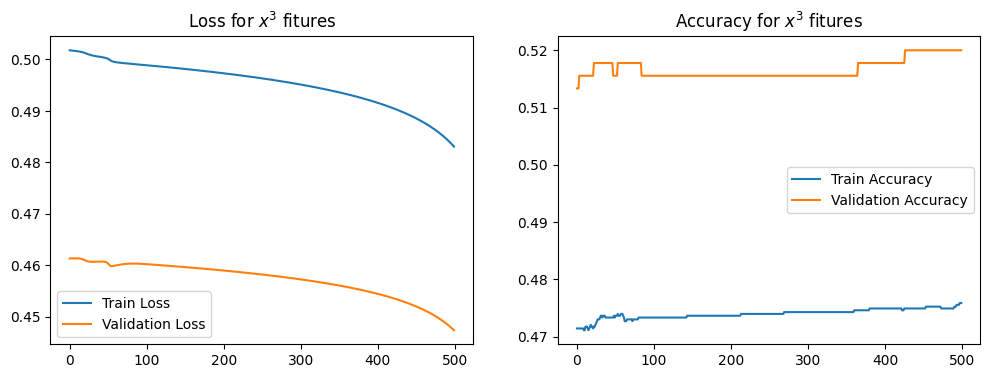 Loss for $x^3$ fitures
0.50
0.49
0.48
0.47
0.46
0.45
0 100 200 300 400 500
Train Loss
Validation Loss
Accuracy for $x^3$ fitures
0.52
0.51
0.50
0.49
0.48
0.47
0 100 200 300 400 500
Train Accuracy
Validation Accuracy